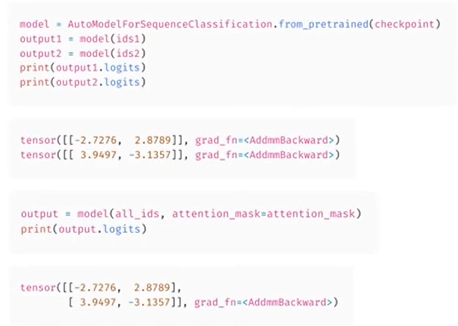 model = AutoModelForSequenceClassification.from_pretrained(checkpoint)
output1 = model(ids1)
output2 = model(ids2)
print(output1.logits)
print(output2.logits)
tensor([[-2.7276,  2.8789]], grad_fn=<AddmmBackward>)
tensor([[ 3.9497, -3.1357]], grad_fn=<AddmmBackward>)
output = model(all_ids, attention_mask=attention_mask)
print(output.logits)
tensor([[-2.7276,  2.8789],
        [ 3.9497, -3.1357]], grad_fn=<AddmmBackward>)